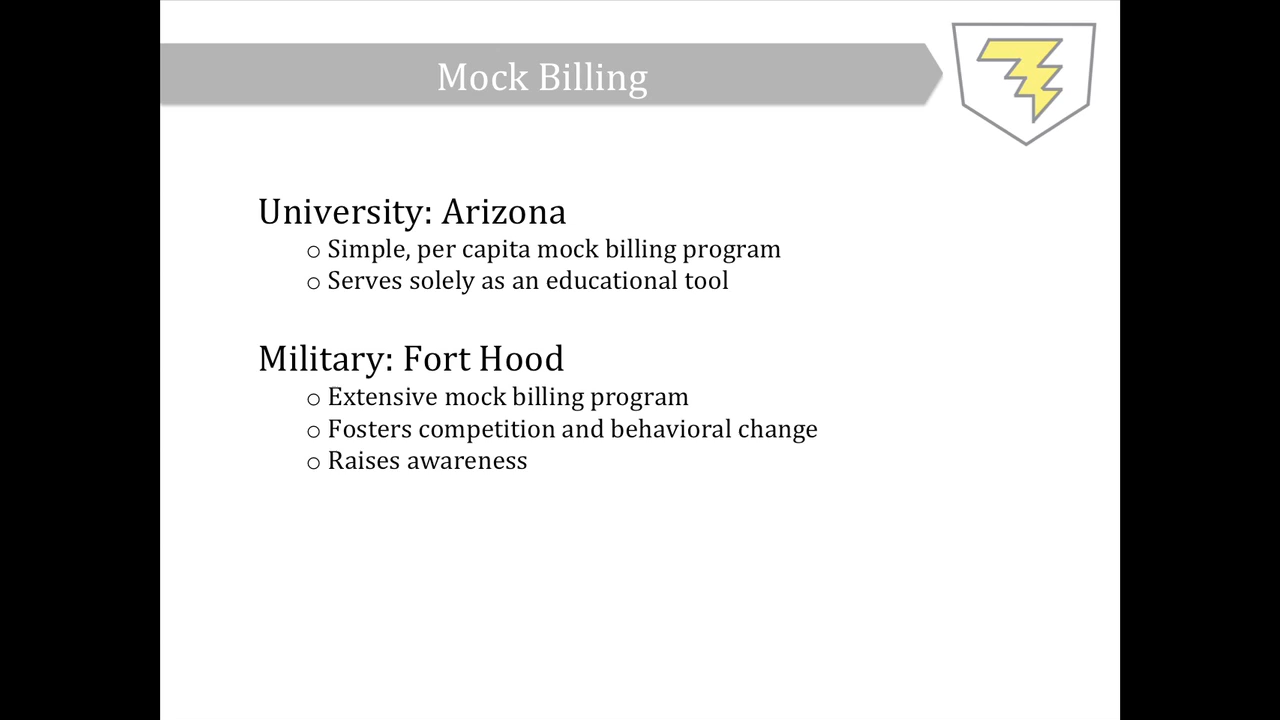 Mock Billing
University: Arizona
o Simple, per capita mock billing program
o Serves solely as an educational tool
Military: Fort Hood
o Extensive mock billing program
o Fosters competition and behavioral change
o Raises awareness